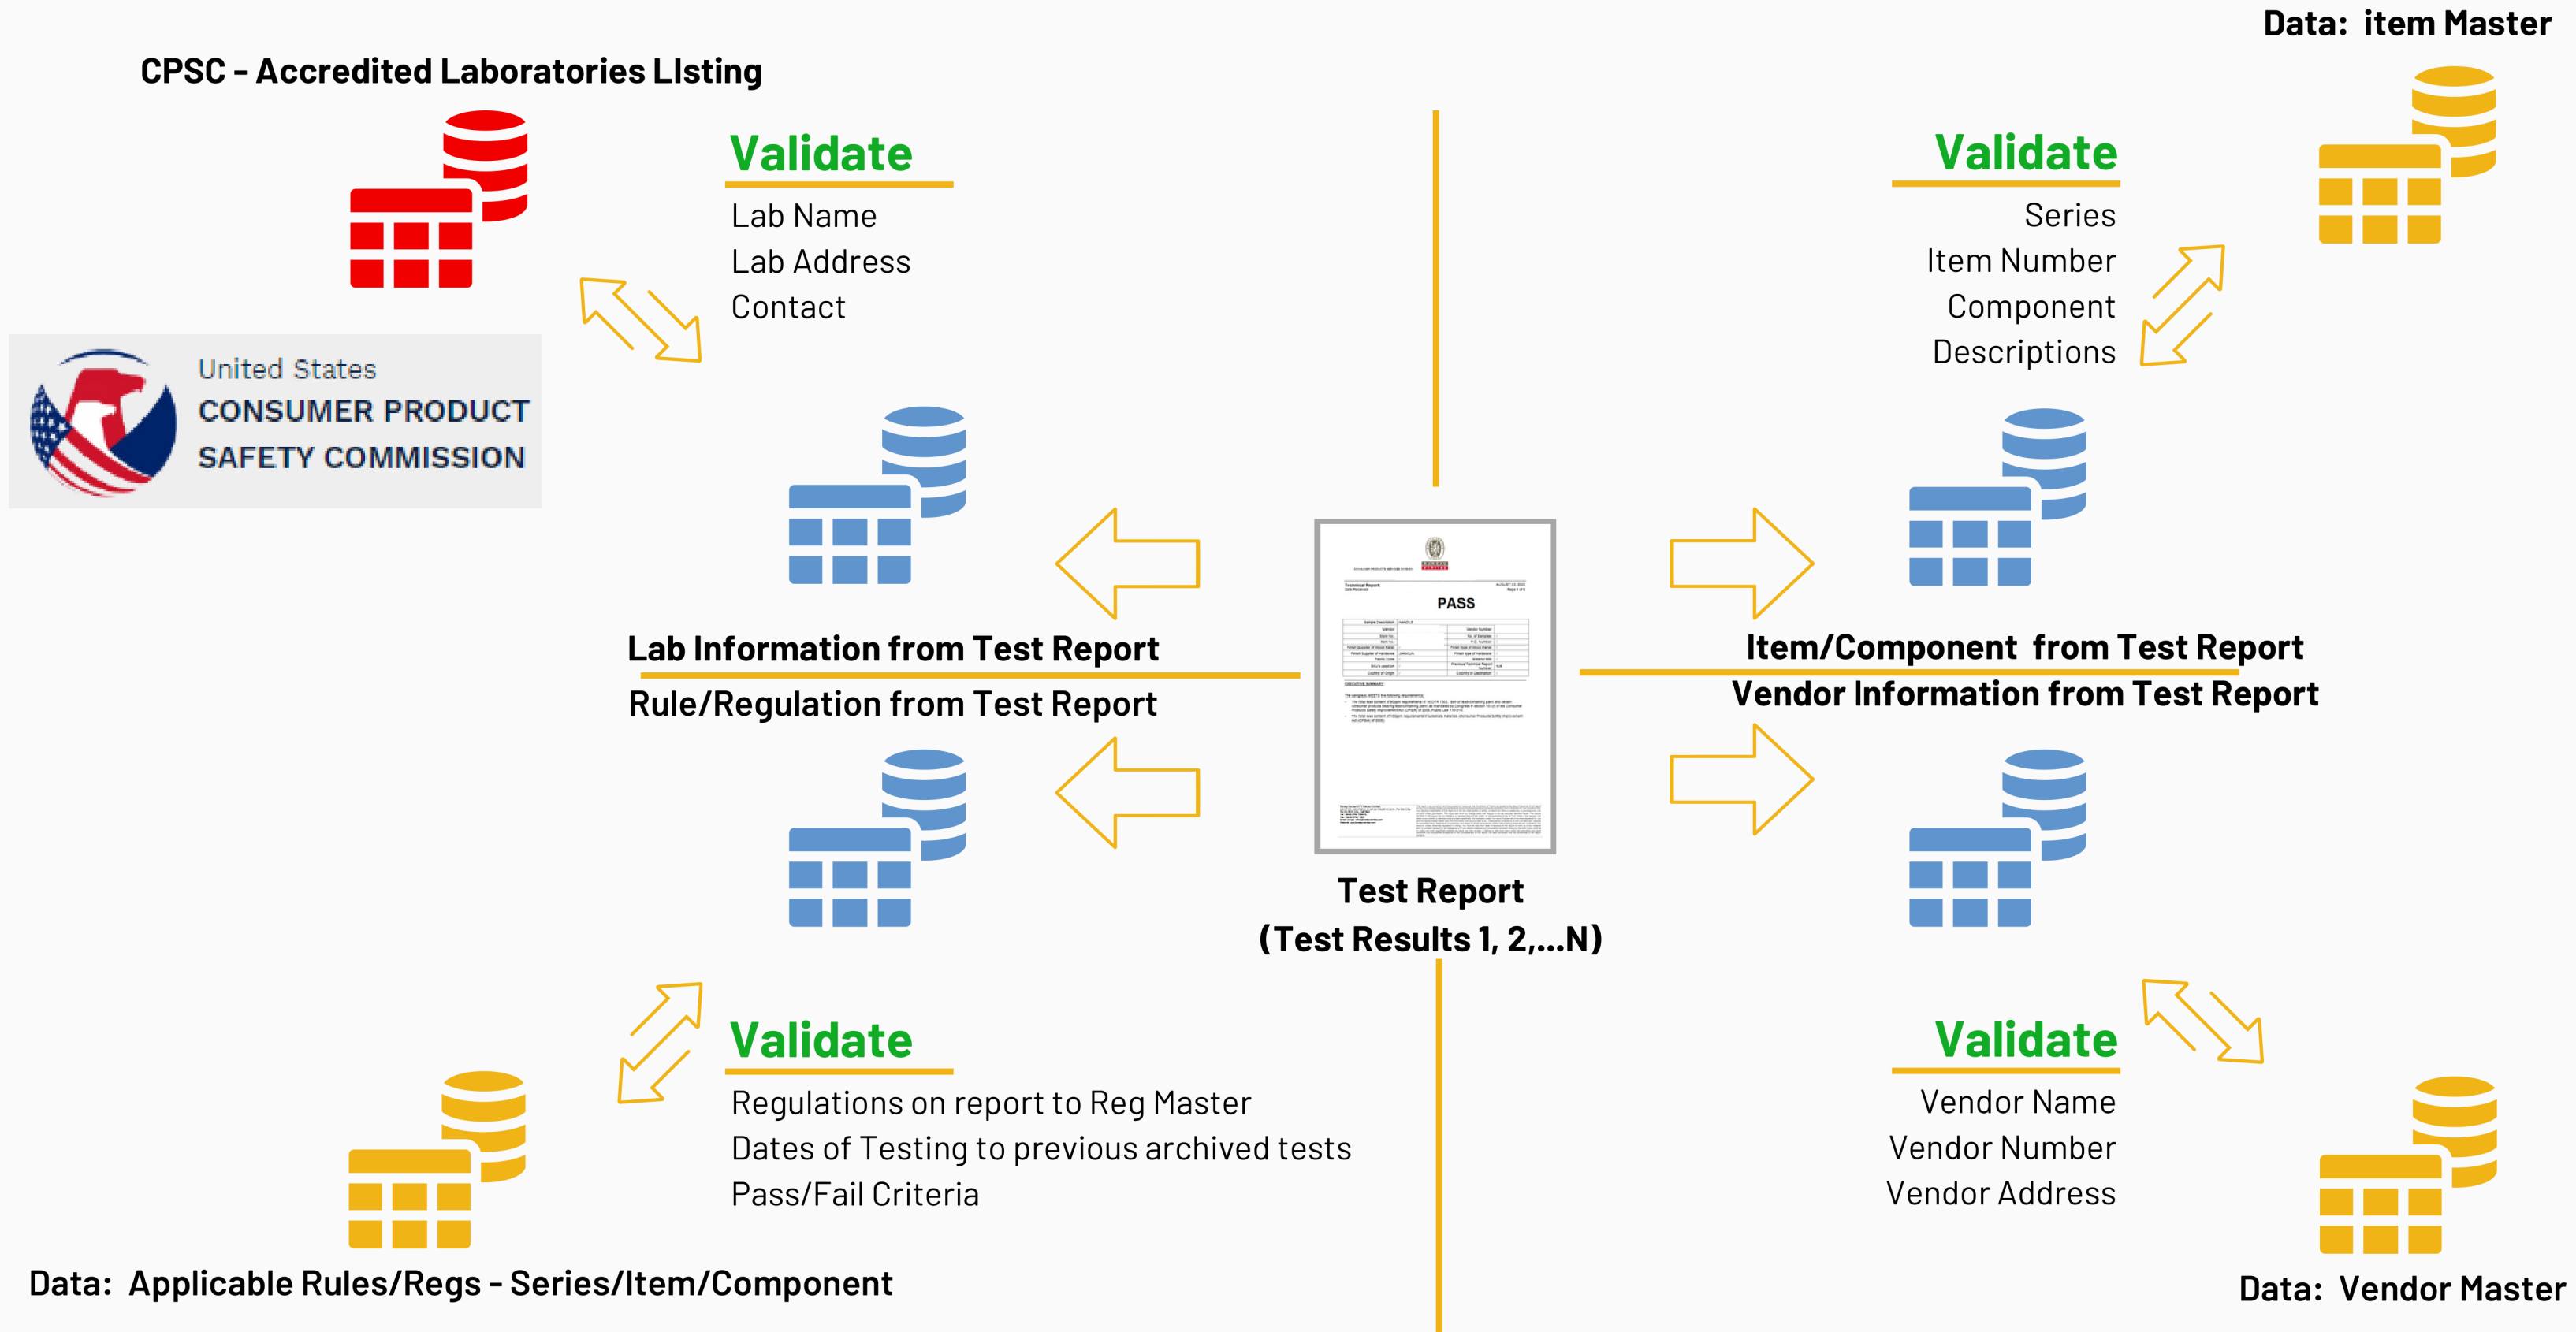 Data:  item Master
CPSC - Accredited Laboratories LIsting
Validate
Lab Name
Lab Address
Contact
Validate
Series
Item Number
Component
Descriptions
United States
CONSUMER PRODUCT
SAFETY COMMISSION
Lab Information from Test Report
Rule/Regulation from Test Report
Item/Component  from Test Report
Vendor Information from Test Report
Technical Report
PASS
EXECUTIVE SUMMARY
Test Report
(Test Results 1, 2,...N)
Validate
Regulations on report to Reg Master
Dates of Testing to previous archived tests
Pass/Fail Criteria
Validate
Vendor Name
Vendor Number
Vendor Address
Data:  Applicable Rules/Regs - Series/Item/Component
Data:  Vendor Master